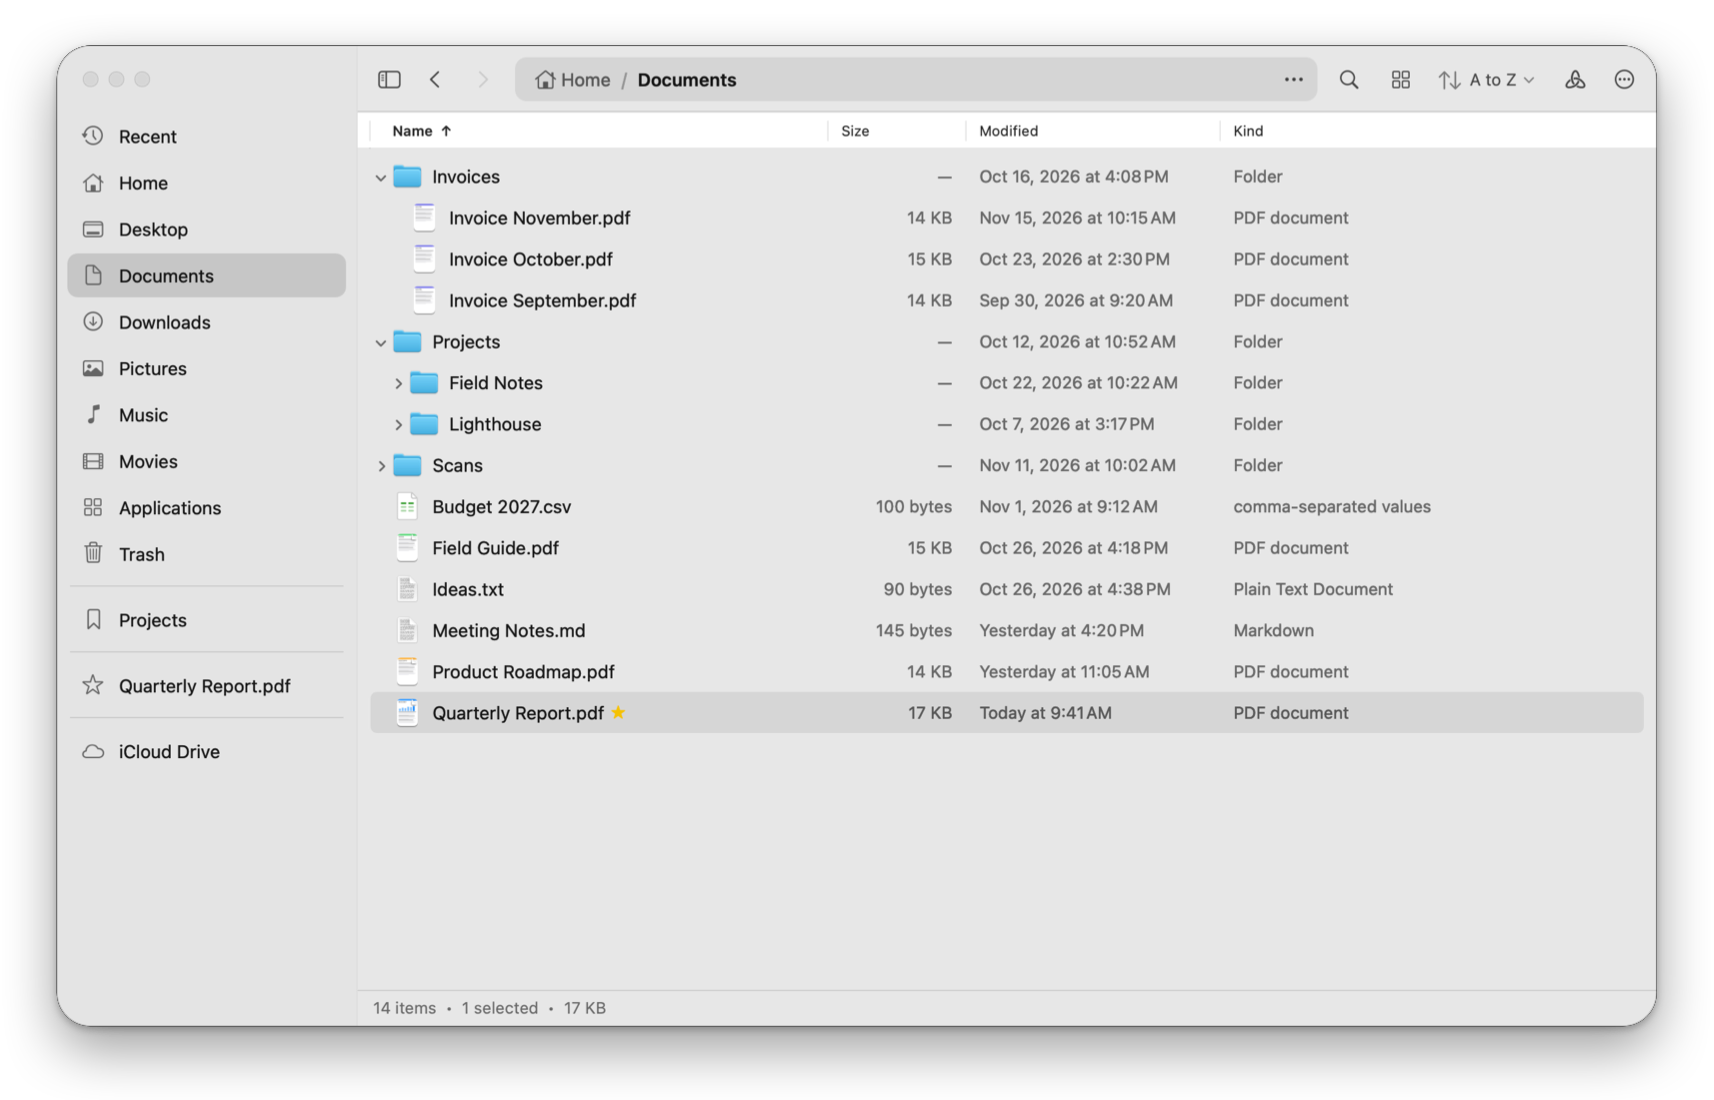 Home / Documents
A to Z
Recent
Home
Desktop
Documents
Downloads
Pictures
Music
Movies
Applications
Trash
Projects
Quarterly Report.pdf
iCloud Drive
Name Size Modified Kind
Invoices — Oct 16, 2026 at 4:08 PM Folder
Invoice November.pdf 14 KB Nov 15, 2026 at 10:15 AM PDF document
Invoice October.pdf 15 KB Oct 23, 2026 at 2:30 PM PDF document
Invoice September.pdf 14 KB Sep 30, 2026 at 9:20 AM PDF document
Projects — Oct 12, 2026 at 10:52 AM Folder
Field Notes — Oct 22, 2026 at 10:22 AM Folder
Lighthouse — Oct 7, 2026 at 3:17 PM Folder
Scans — Nov 11, 2026 at 10:02 AM Folder
Budget 2027.csv 100 bytes Nov 1, 2026 at 9:12 AM comma-separated values
Field Guide.pdf 15 KB Oct 26, 2026 at 4:18 PM PDF document
Ideas.txt 90 bytes Oct 26, 2026 at 4:38 PM Plain Text Document
Meeting Notes.md 145 bytes Yesterday at 4:20 PM Markdown
Product Roadmap.pdf 14 KB Yesterday at 11:05 AM PDF document
Quarterly Report.pdf 17 KB Today at 9:41 AM PDF document
14 items • 1 selected • 17 KB